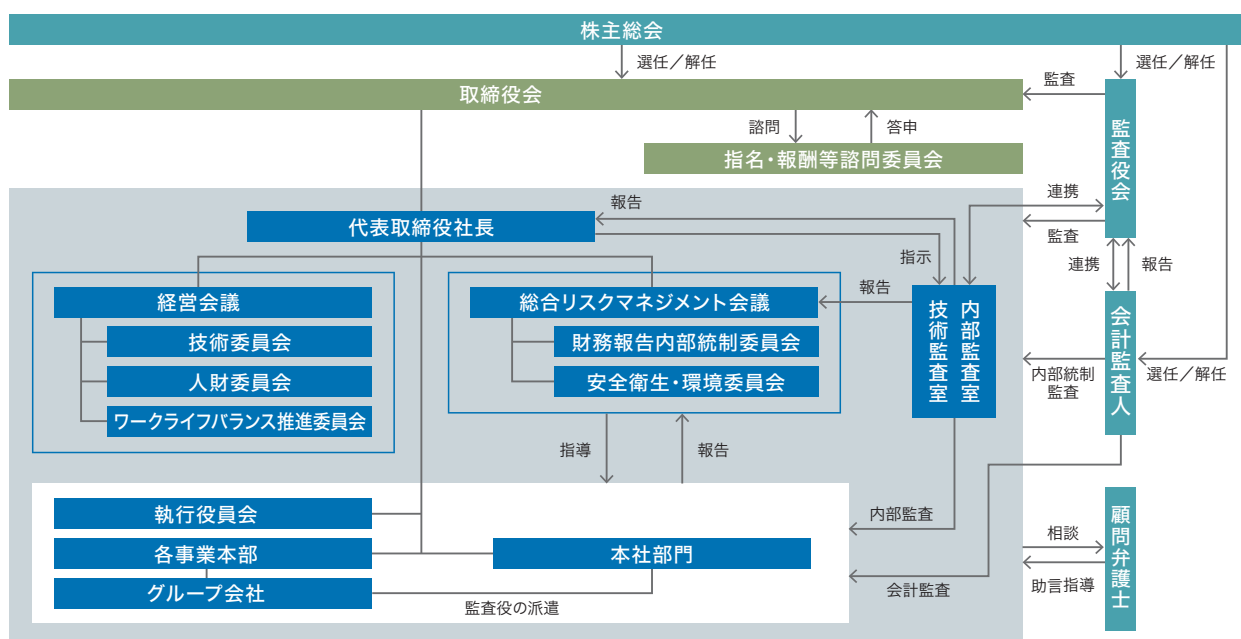 株主総会
選任／解任
選任／解任
取締役会
監査
監査役会
諮問
答申
指名・報酬等諮問委員会
連携
監査
報告
代表取締役社長
指示
連携
報告
経営会議
技術委員会
人財委員会
ワークライフバランス推進委員会
総合リスクマネジメント会議
財務報告内部統制委員会
安全衛生・環境委員会
報告
内部監査室
技術監査室
会計監査人
内部統制
監査
選任／解任
指導
報告
執行役員会
各事業本部
グループ会社
本社部門
監査役の派遣
内部監査
会計監査
相談
助言指導
顧問弁護士